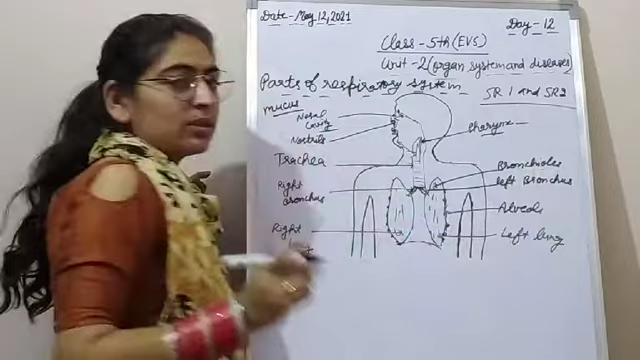 Date - May 12, 2021
Day - 12
Class - 5th (EVS)
Unit - 2 (organ system and diseases)
Parts of respiratory system
SR 1 and SR2
mucus
Nasal
Cavity
Nostrils
Pharynx
Trachea
Bronchioles
Right
Bronchus
left Bronchus
Alveoli
Right
Left lung